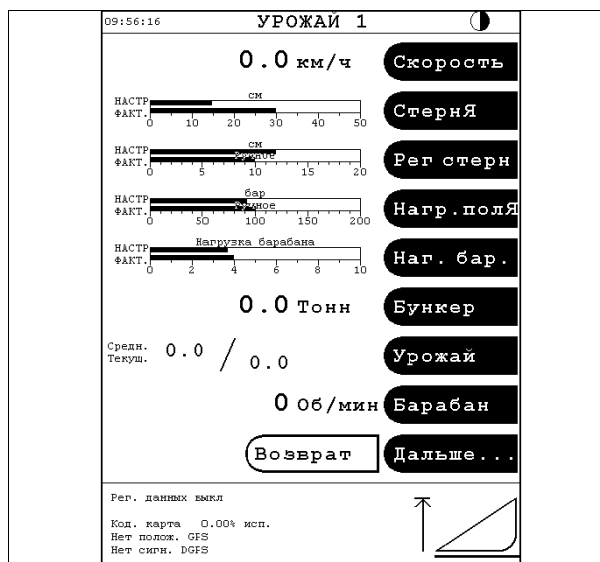 09:56:16 УРОЖАЙ 1
0.0 км/ч Скорость
см
НАСТР
ФАКТ.
0 10 20 30 40 50
СтернЯ
см
НАСТР
Ручное
ФАКТ.
0 5 10 15 20
Рег стерн
бар
НАСТР
Ручное
ФАКТ.
0 50 100 150 200
Нагр.полЯ
Нагрузка барабана
НАСТР
ФАКТ.
0 2 4 6 8 10
Наг. бар.
0.0 Тонн Бункер
Средн.
Текущ.
0.0 / 0.0
Урожай
0 Об/мин Барабан
Возврат Дальше...
Рег. данных выкл
Код. карта 0.00% исп.
Нет полож. GPS
Нет сигн. DGPS